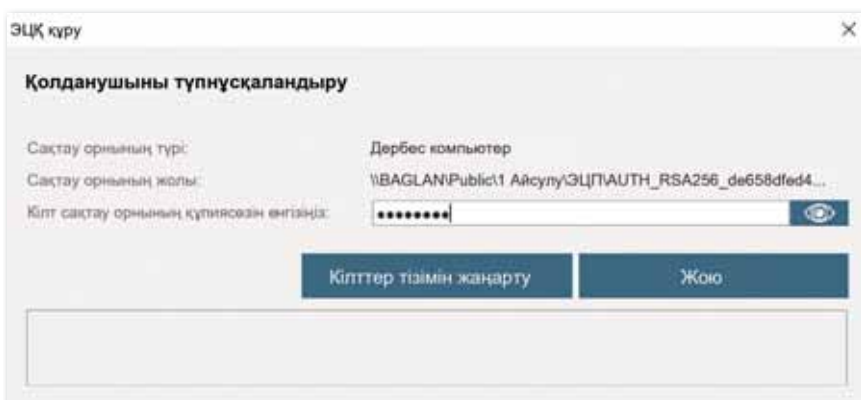 ЭЦҚ құру
Қолданушыны түпнұсқаландыру
Сақтау орнының түрі: Дербес компьютер
Сақтау орнының жолы: \\BAGLAN\Public\1 Айсулу\ЭЦП\AUTH_RSA256_de658dfed4...
Кілт сақтау орнының құпиясөзін енгізіңіз: ••••••••
Кілттер тізімін жаңарту Жою